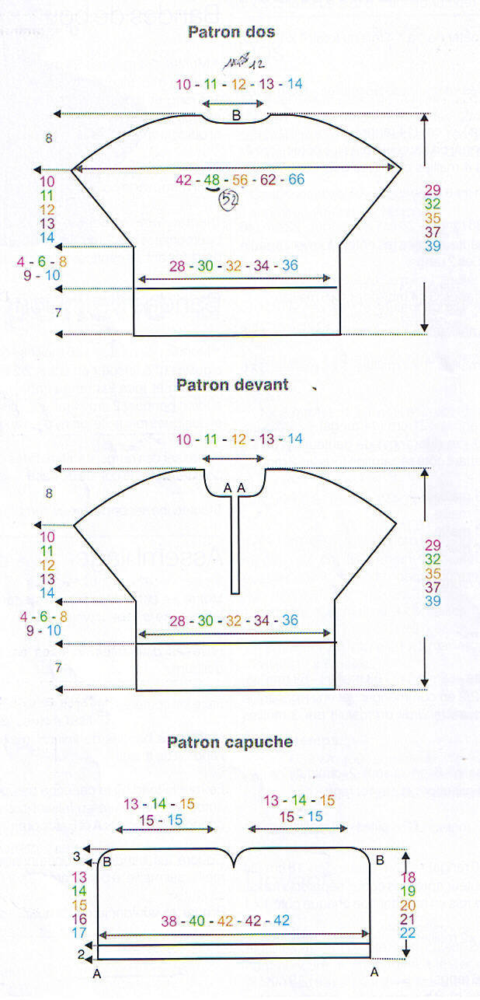 Patron dos
12
10 - 11 - 12 - 13 - 14
B
8
42 - 48 - 56 - 62 - 66
52
10
11
12
13
14
29
32
35
37
39
4 - 6 - 8
9 - 10
28 - 30 - 32 - 34 - 36
7
Patron devant
10 - 11 - 12 - 13 - 14
8
A A
10
11
12
13
14
29
32
35
37
39
4 - 6 - 8
9 - 10
28 - 30 - 32 - 34 - 36
7
Patron capuche
13 - 14 - 15
15 - 15
13 - 14 - 15
15 - 15
3
B
B
13
14
15
16
17
18
19
20
21
22
38 - 40 - 42 - 42 - 42
2
A
A